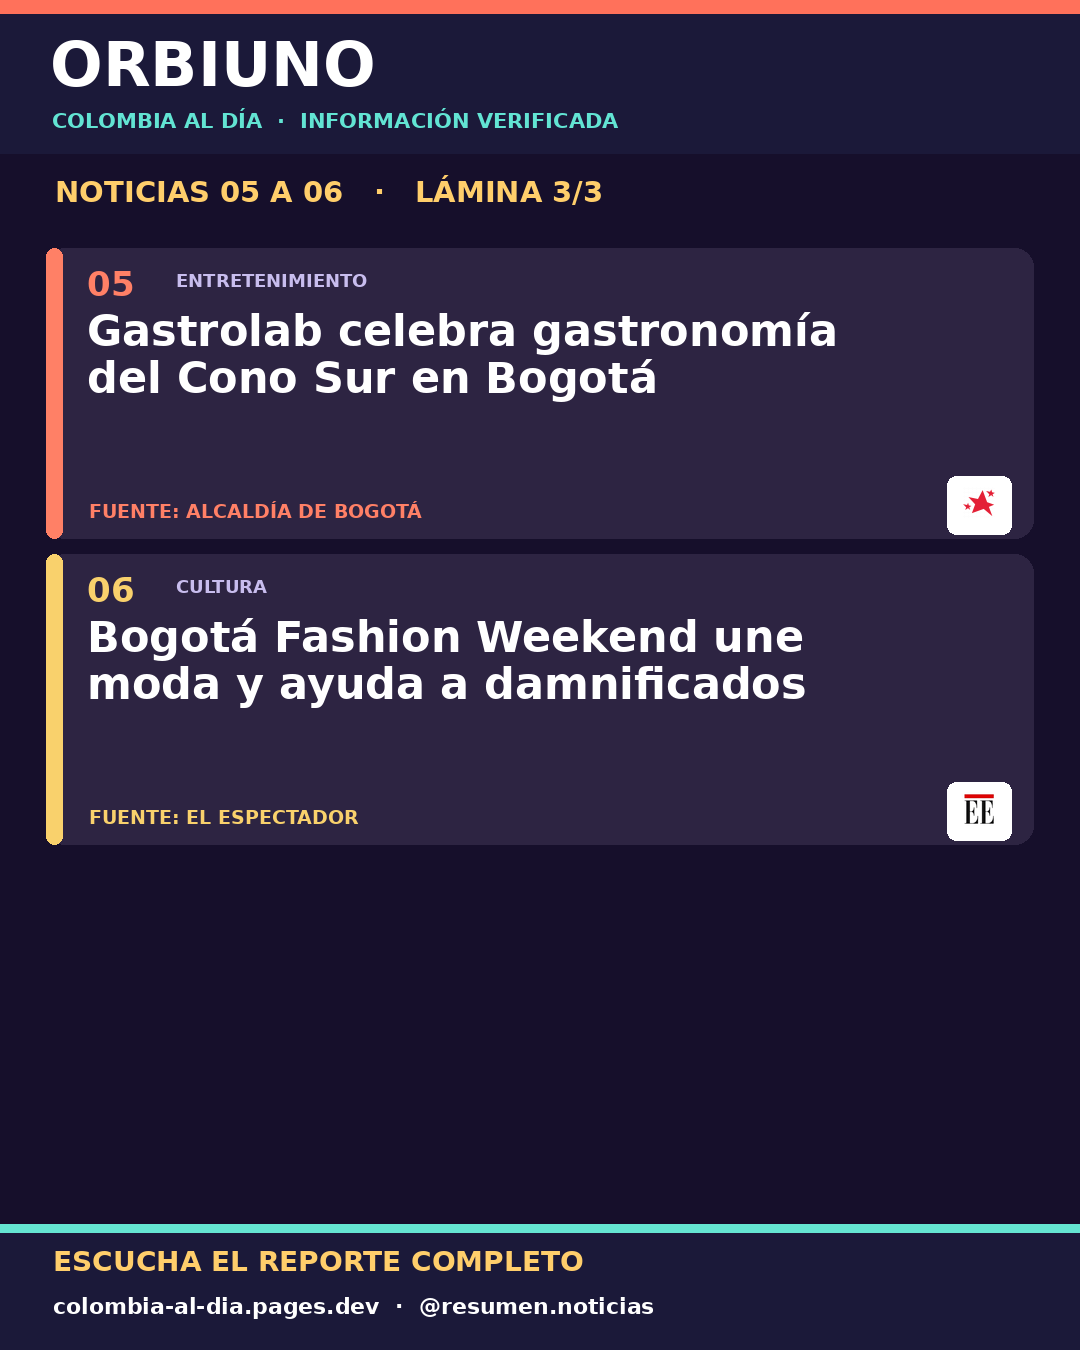 ORBIUNO
COLOMBIA AL DÍA · INFORMACIÓN VERIFICADA
NOTICIAS 05 A 06 · LÁMINA 3/3
05 ENTRETENIMIENTO
Gastrolab celebra gastronomía
del Cono Sur en Bogotá
FUENTE: ALCALDÍA DE BOGOTÁ
06 CULTURA
Bogotá Fashion Weekend une
moda y ayuda a damnificados
FUENTE: EL ESPECTADOR
EE
ESCUCHA EL REPORTE COMPLETO
colombia-al-dia.pages.dev · @resumen.noticias